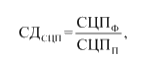 СД_СЦП = СЦП_Ф / СЦП_П ,